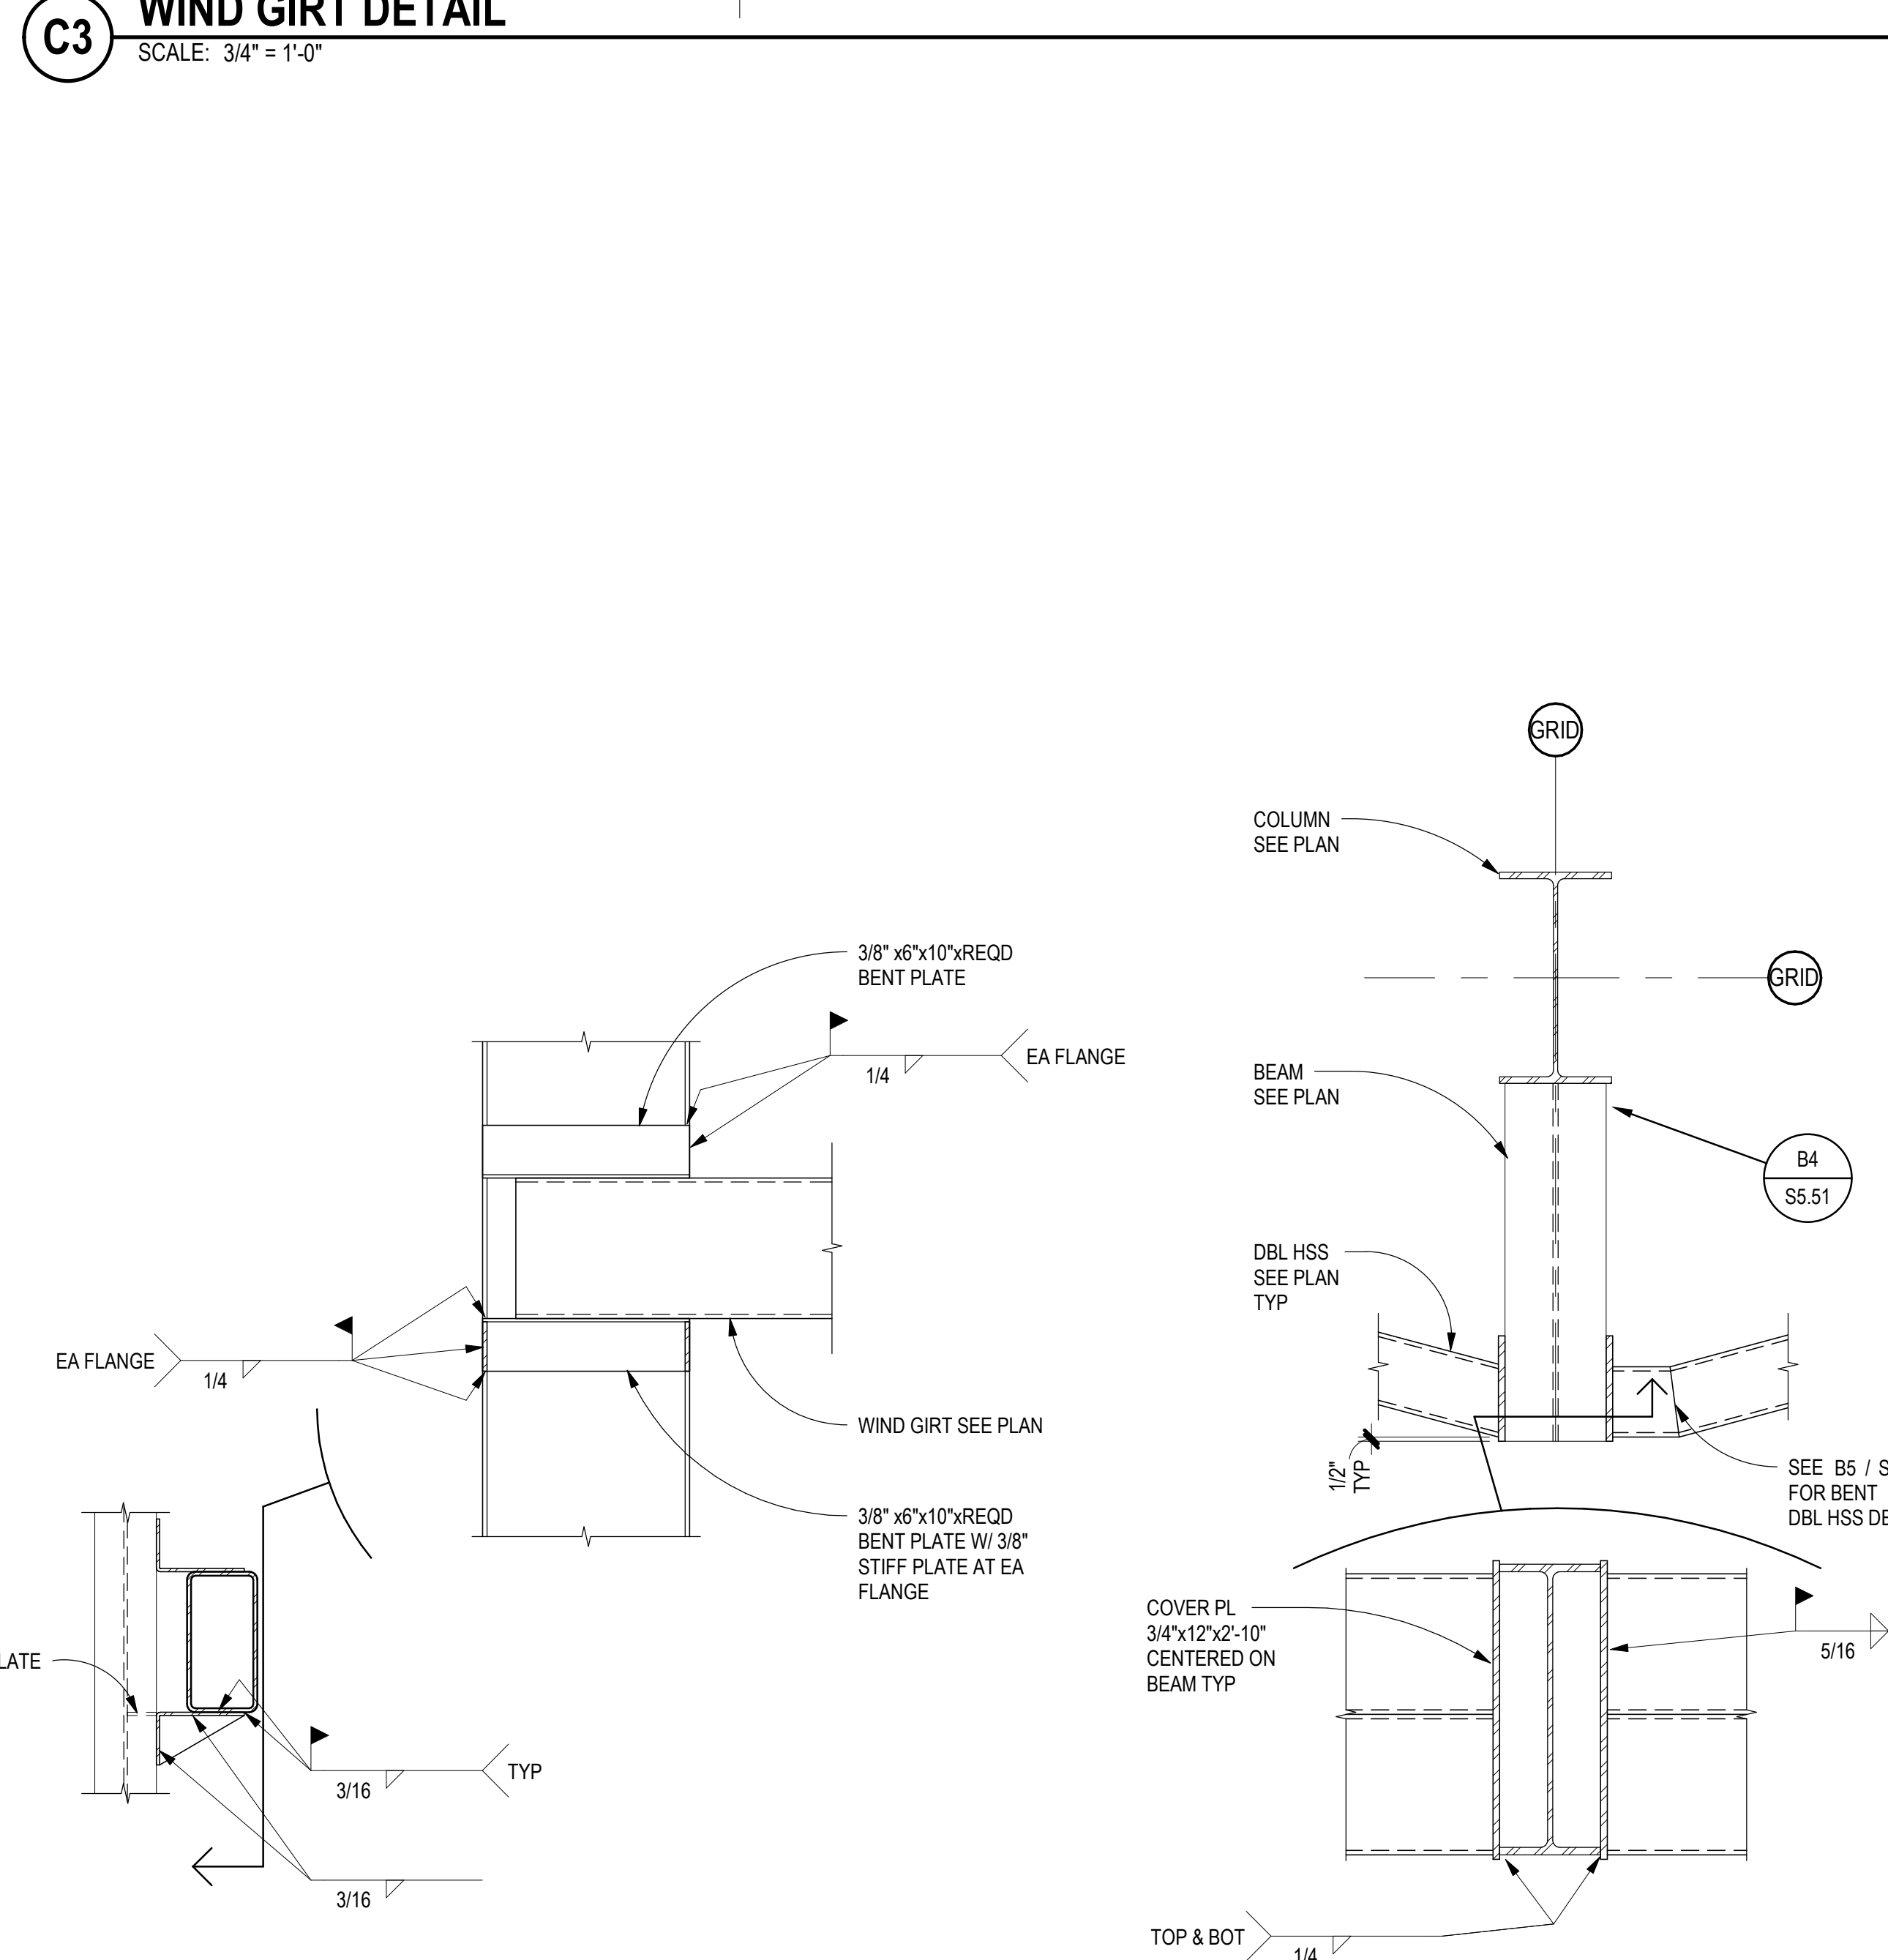 C3
WIND GIRT DETAIL
SCALE: 3/4" = 1'-0"
GRID
COLUMN
SEE PLAN
GRID
3/8" x6"x10"xREQD
BENT PLATE
1/4
EA FLANGE
BEAM
SEE PLAN
B4
S5.51
DBL HSS
SEE PLAN
TYP
EA FLANGE
1/4
WIND GIRT SEE PLAN
1/2"
TYP
SEE B5 / S
FOR BENT
DBL HSS DE
3/8" x6"x10"xREQD
BENT PLATE W/ 3/8"
STIFF PLATE AT EA
FLANGE
COVER PL
3/4"x12"x2'-10"
CENTERED ON
BEAM TYP
5/16
LATE
3/16
TYP
3/16
TOP & BOT
1/4